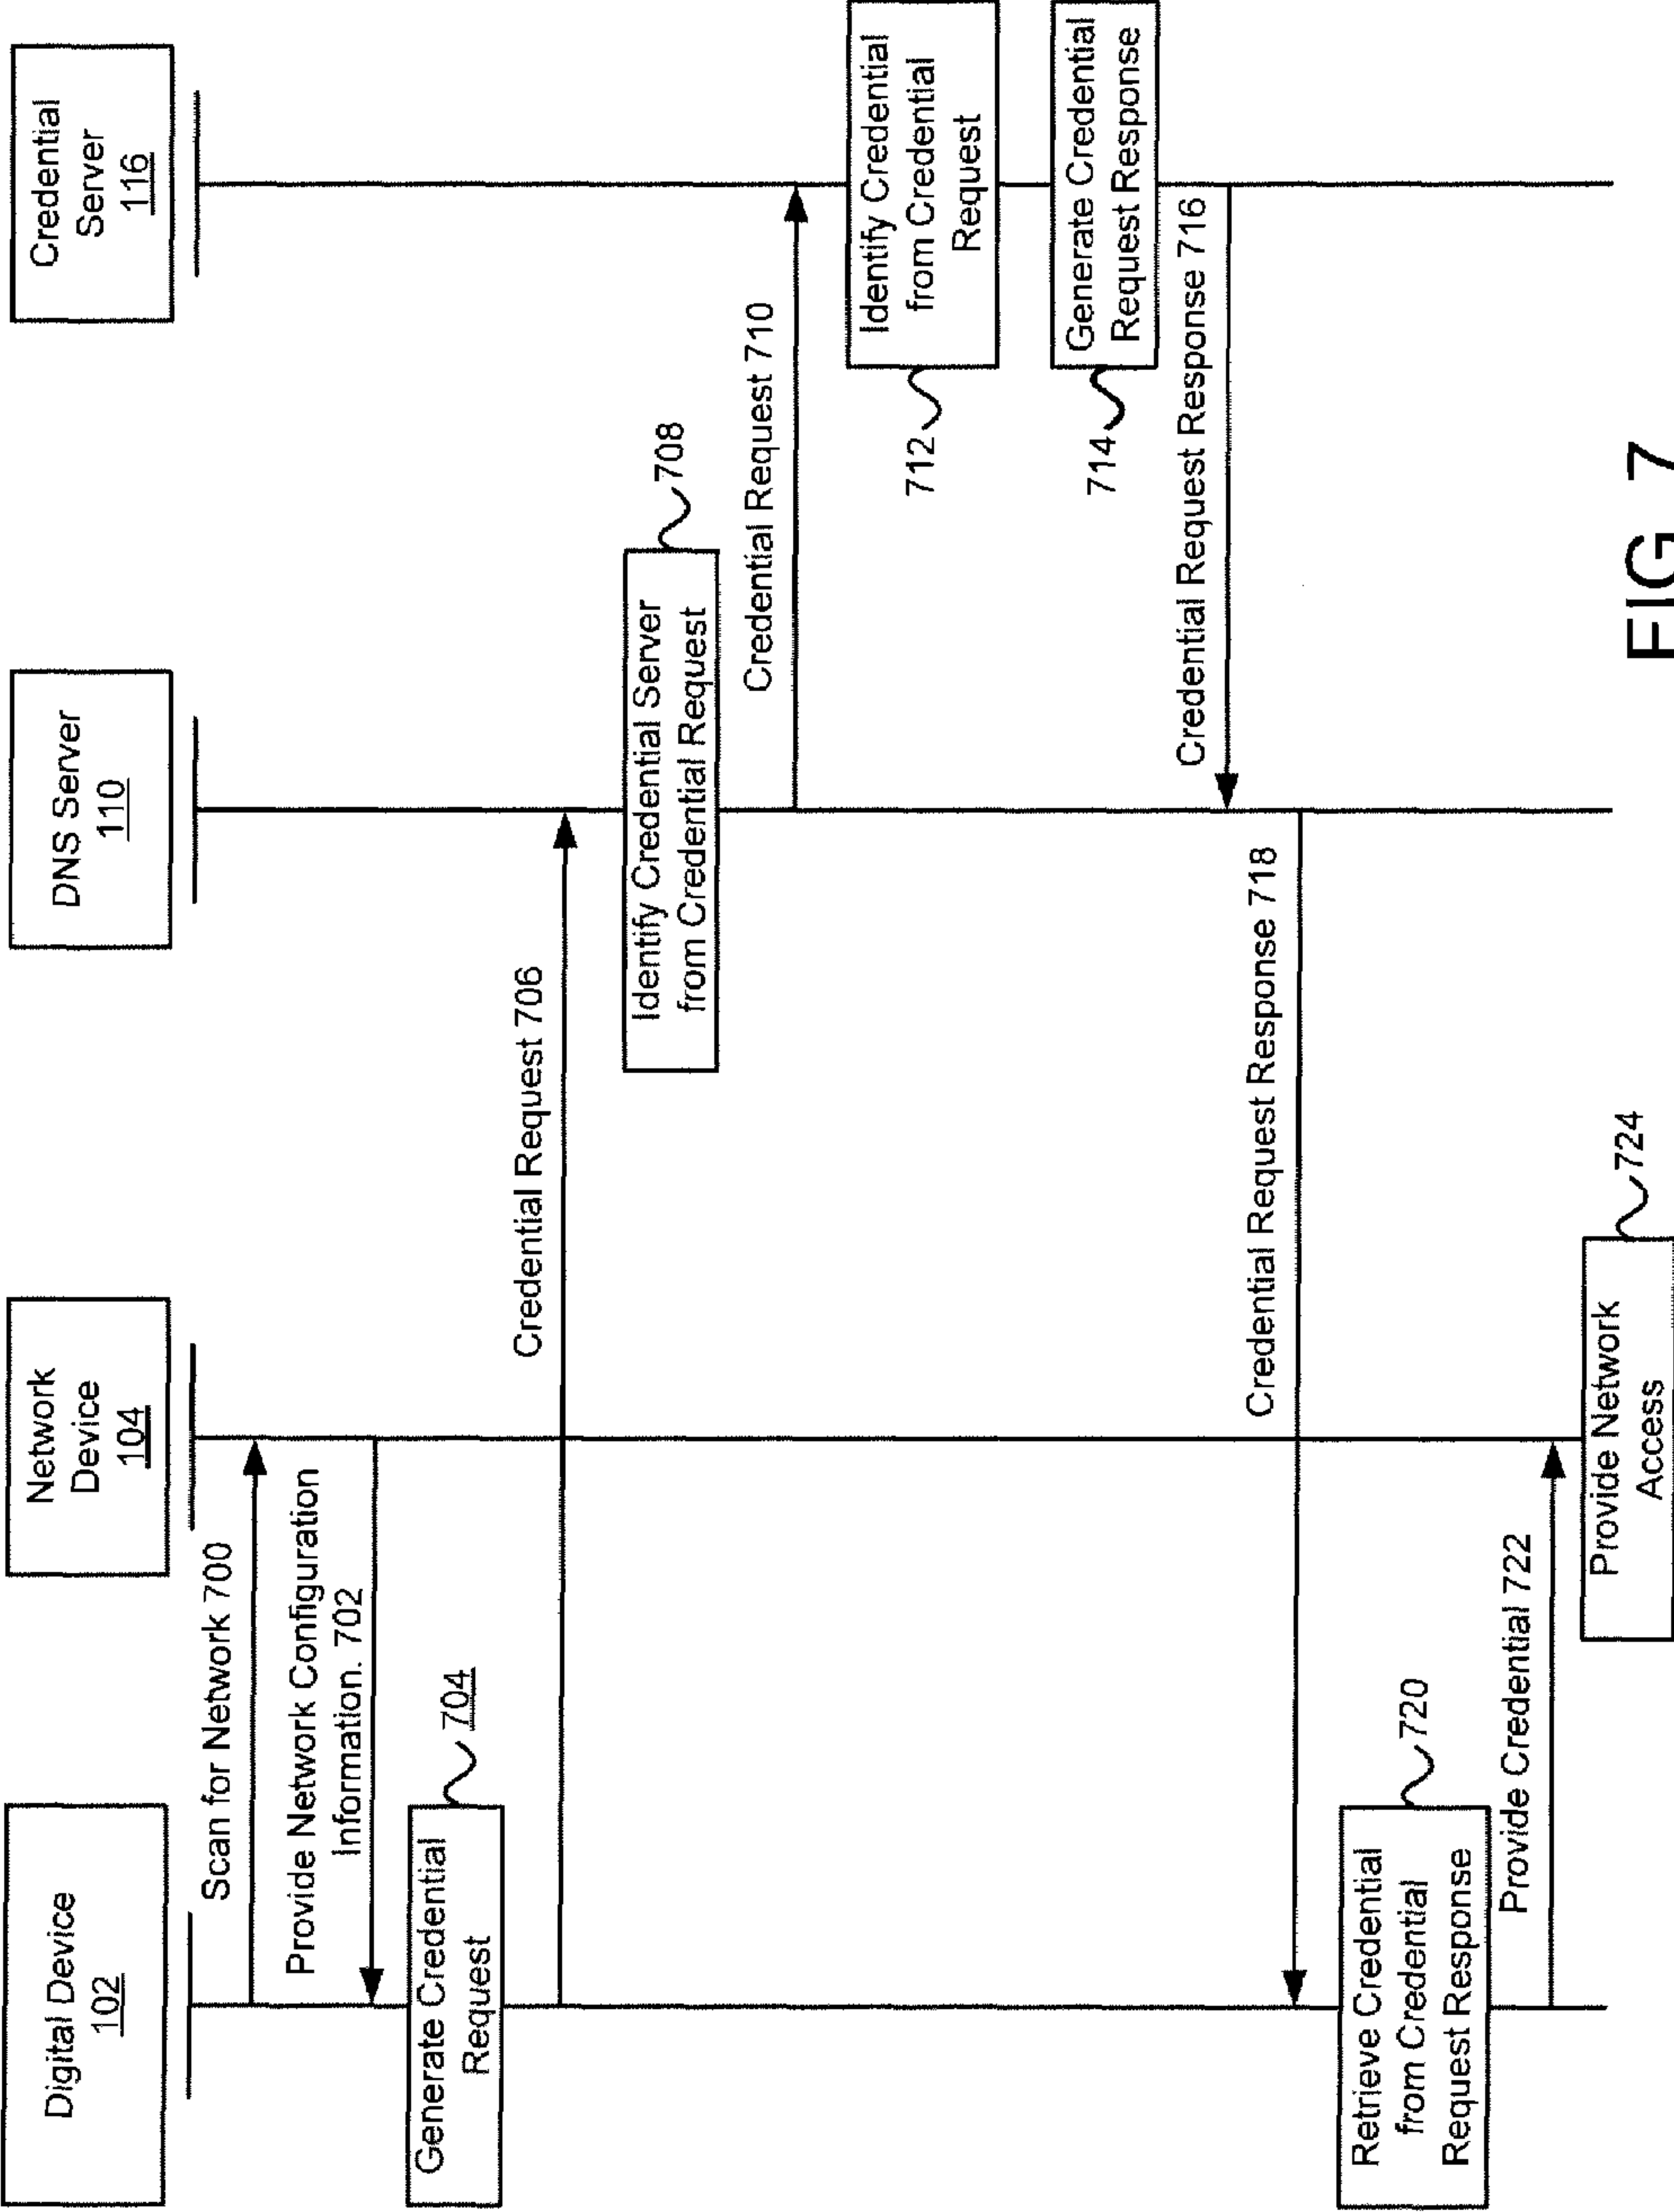 Digital Device
102
Network
Device
104
DNS Server
110
Credential
Server
116
Scan for Network 700
Provide Network Configuration
Information. 702
Generate Credential
Request
704
Credential Request 706
Identify Credential Server
from Credential Request
708
Credential Request 710
Identify Credential
from Credential
Request
712
Generate Credential
Request Response
714
Credential Request Response 716
Credential Request Response 718
Retrieve Credential
from Credential
Request Response
720
Provide Credential 722
Provide Network
Access
724
FIG 7